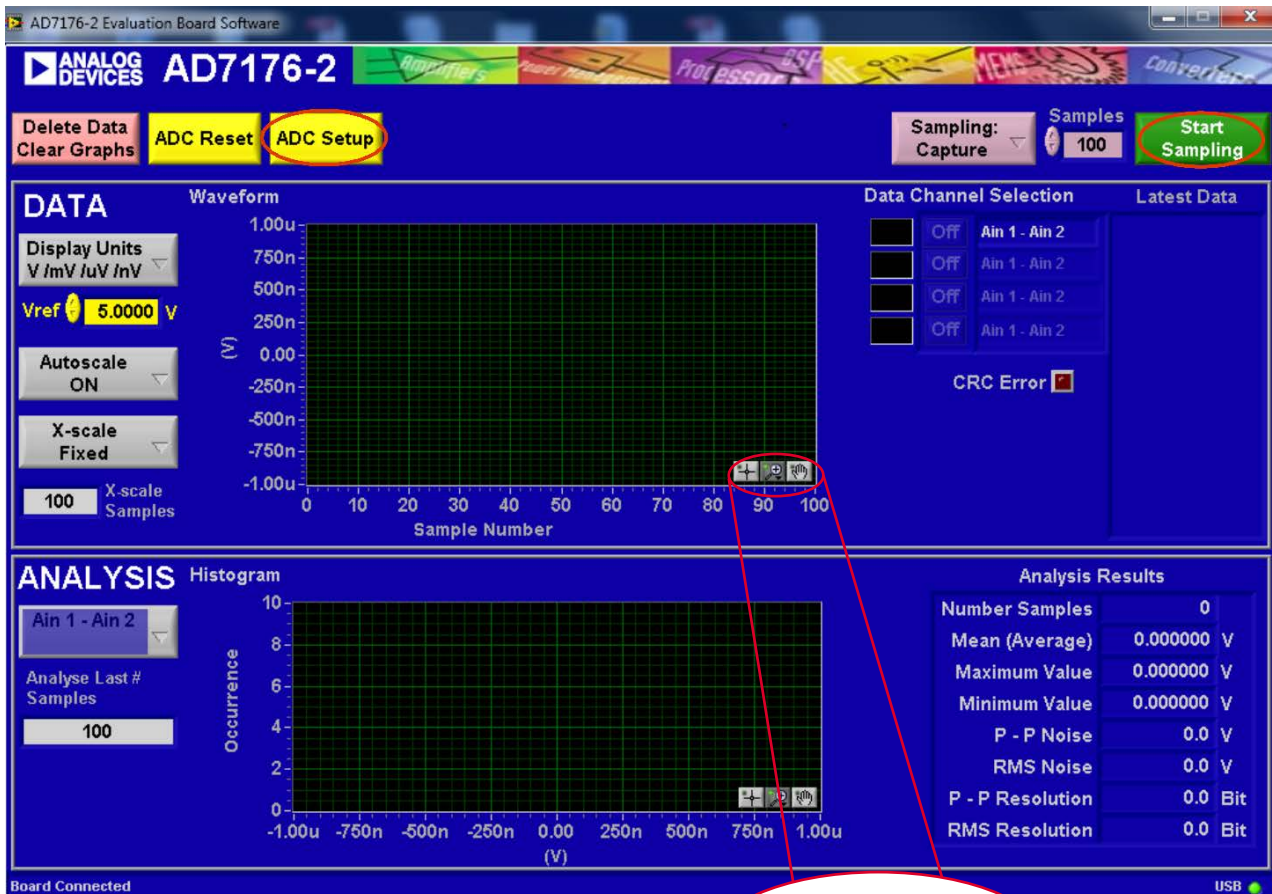 AD7176-2 Evaluation Board Software
ANALOG
DEVICES
AD7176-2
Amplifiers
Power Management
Processors
DSP
MEMS
Converters
Delete Data
Clear Graphs
ADC Reset
ADC Setup
Sampling:
Capture
Samples
100
Start
Sampling
DATA
Display Units
V /mV /uV /nV
Vref 5.0000 V
Autoscale
ON
X-scale
Fixed
100
X-scale
Samples
Waveform
1.00u
750n
500n
250n
0.00
-250n
-500n
-750n
-1.00u
(V)
0 10 20 30 40 50 60 70 80 90 100
Sample Number
Data Channel Selection
Off Ain 1 - Ain 2
Off Ain 1 - Ain 2
Off Ain 1 - Ain 2
Off Ain 1 - Ain 2
CRC Error
Latest Data
ANALYSIS
Ain 1 - Ain 2
Analyse Last #
Samples
100
Histogram
10
8
6
4
2
0
Occurrence
-1.00u -750n -500n -250n 0.00 250n 500n 750n 1.00u
(V)
Analysis Results
Number Samples 0
Mean (Average) 0.000000 V
Maximum Value 0.000000 V
Minimum Value 0.000000 V
P - P Noise 0.0 V
RMS Noise 0.0 V
P - P Resolution 0.0 Bit
RMS Resolution 0.0 Bit
Board Connected
USB